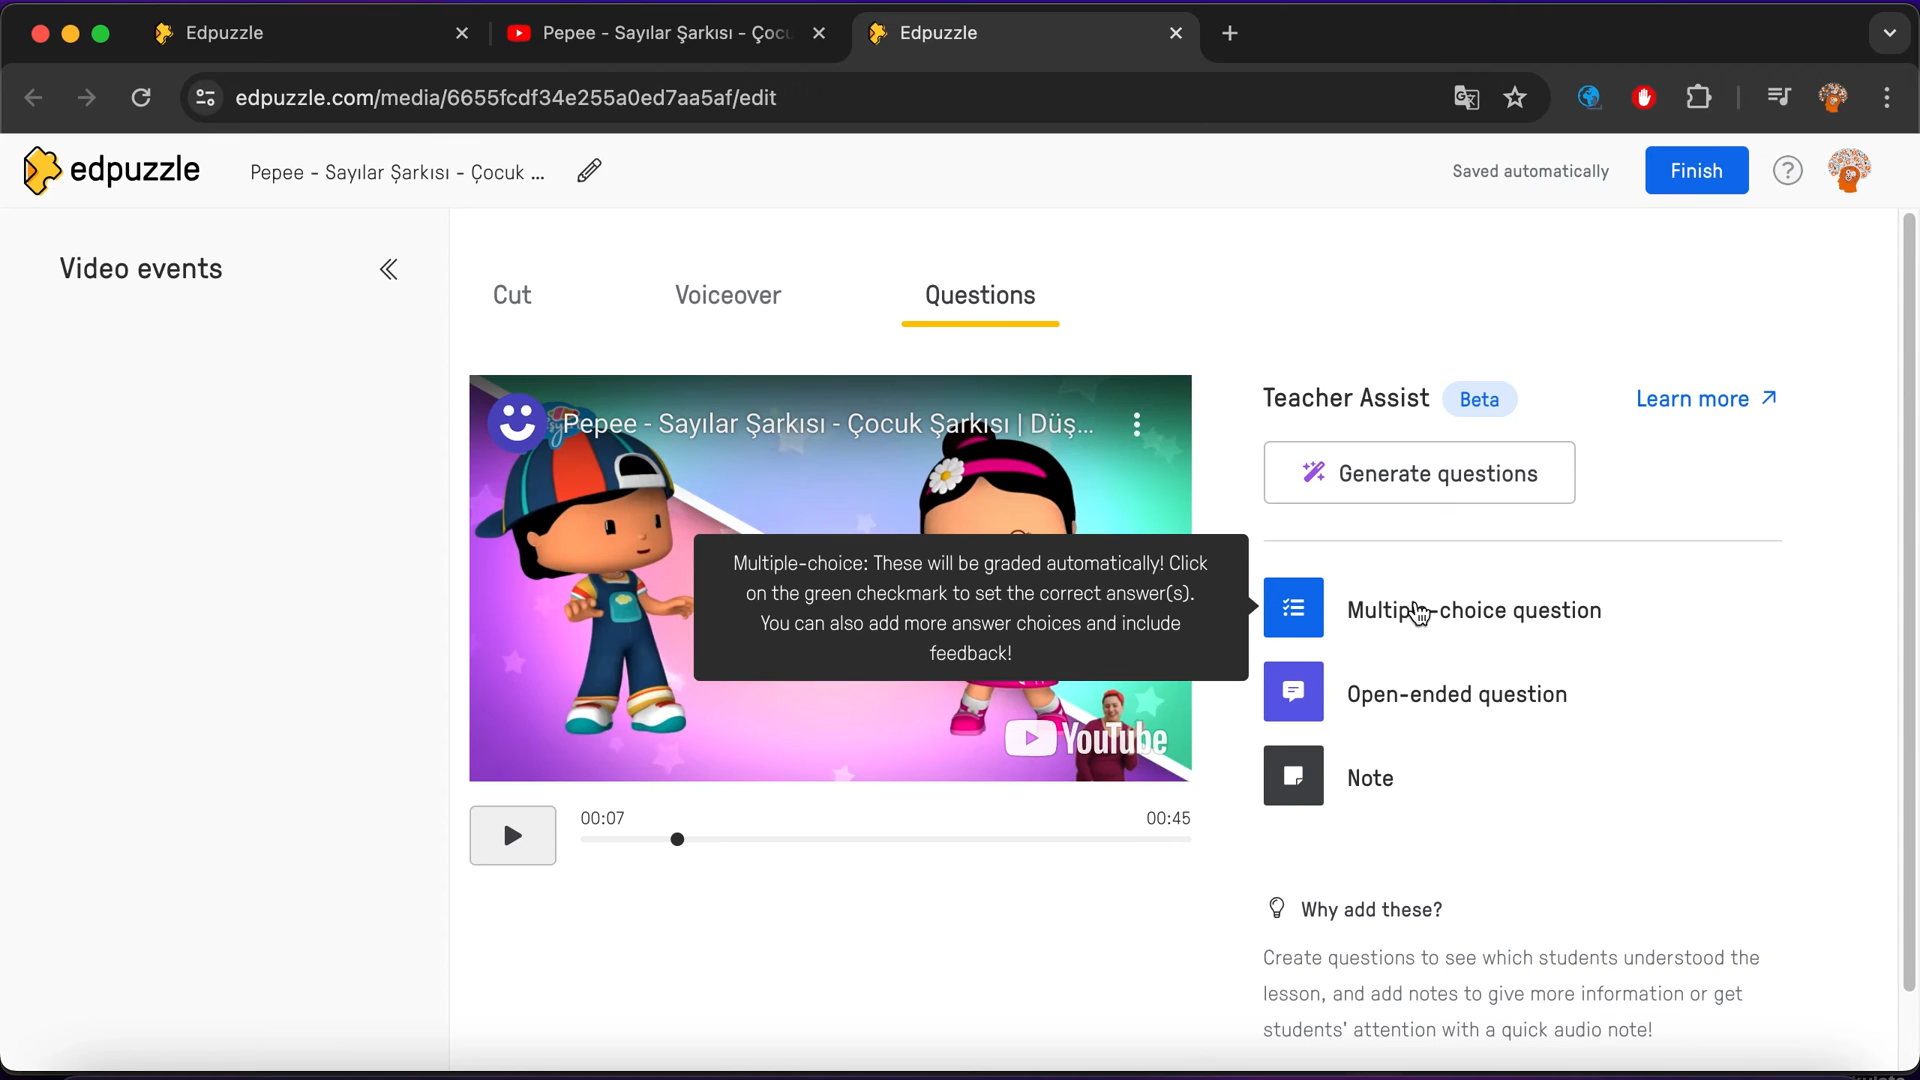 Edpuzzle
Pepee - Sayılar Şarkısı - Çocu
Edpuzzle
edpuzzle.com/media/6655fcdf34e255a0ed7aa5af/edit
edpuzzle
Pepee - Sayılar Şarkısı - Çocuk ...
Saved automatically
Finish
?
Video events
Cut
Voiceover
Questions
Pepee - Sayılar Şarkısı - Çocuk Şarkısı | Düş...
Teacher Assist
Beta
Learn more
Generate questions
Multiple-choice: These will be graded automatically! Click
on the green checkmark to set the correct answer(s).
You can also add more answer choices and include
feedback!
Multiple-choice question
Open-ended question
YouTube
Note
00:07
00:45
Why add these?
Create questions to see which students understood the
lesson, and add notes to give more information or get
students' attention with a quick audio note!